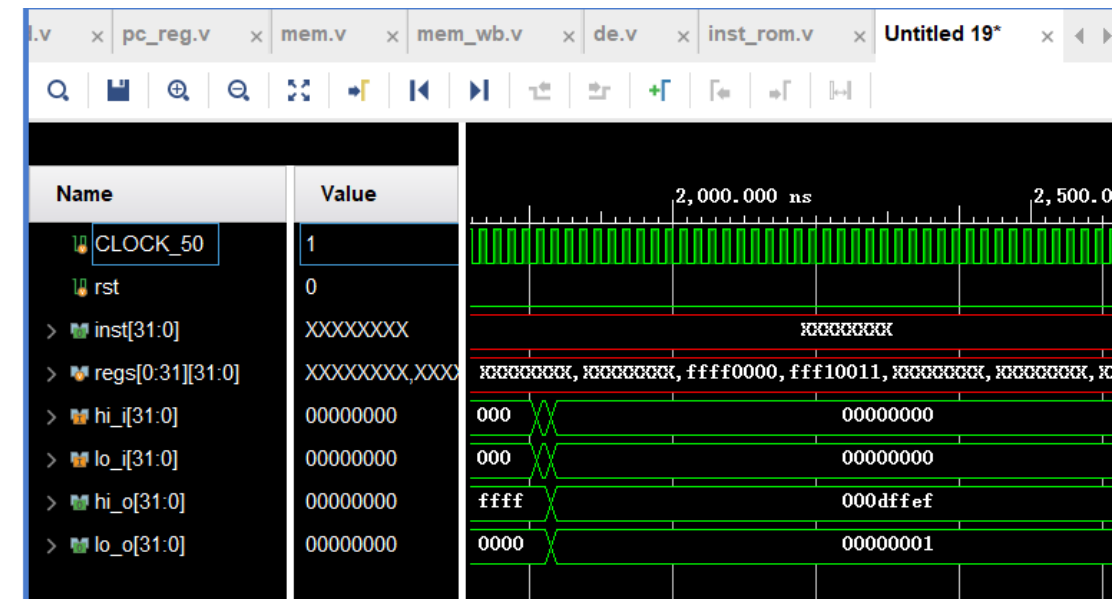 l.v pc_reg.v mem.v mem_wb.v de.v inst_rom.v Untitled 19*
Name Value 2,000.000 ns 2,500.0
CLOCK_50 1
rst 0
inst[31:0] XXXXXXXX XXXXXXXX
regs[0:31][31:0] XXXXXXXX,XXXX XXXXXXXX,XXXXXXXX,ffff0000,fff10011,XXXXXXXX,XXXXXXXX,X
hi_i[31:0] 00000000 000 00000000
lo_i[31:0] 00000000 000 00000000
hi_o[31:0] 00000000 ffff 000dffef
lo_o[31:0] 00000000 0000 00000001